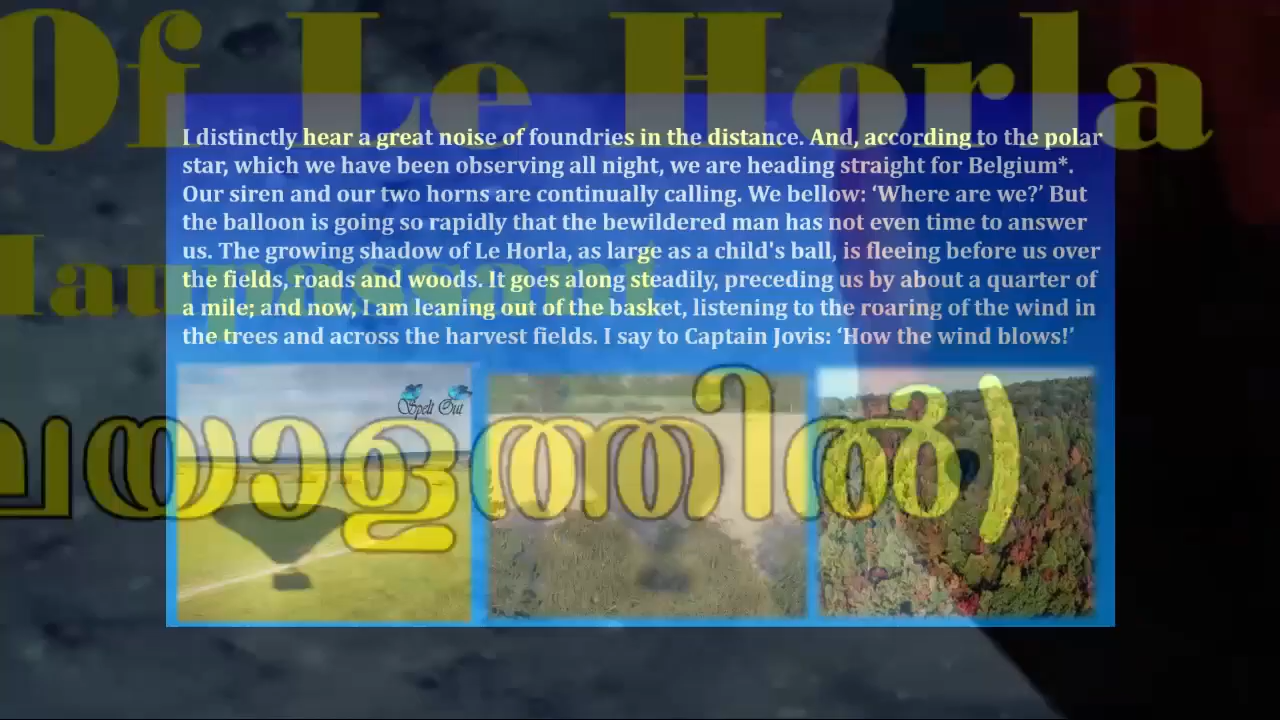 Of Le Horla
I distinctly hear a great noise of foundries in the distance. And, according to the polar
star, which we have been observing all night, we are heading straight for Belgium*.
Our siren and our two horns are continually calling. We bellow: ‘Where are we?’ But
the balloon is going so rapidly that the bewildered man has not even time to answer
us. The growing shadow of Le Horla, as large as a child's ball, is fleeing before us over
the fields, roads and woods. It goes along steadily, preceding us by about a quarter of
a mile; and now, I am leaning out of the basket, listening to the roaring of the wind in
the trees and across the harvest fields. I say to Captain Jovis: ‘How the wind blows!’
Maupassant
Spelt Out
ലയാളത്തിൽ)